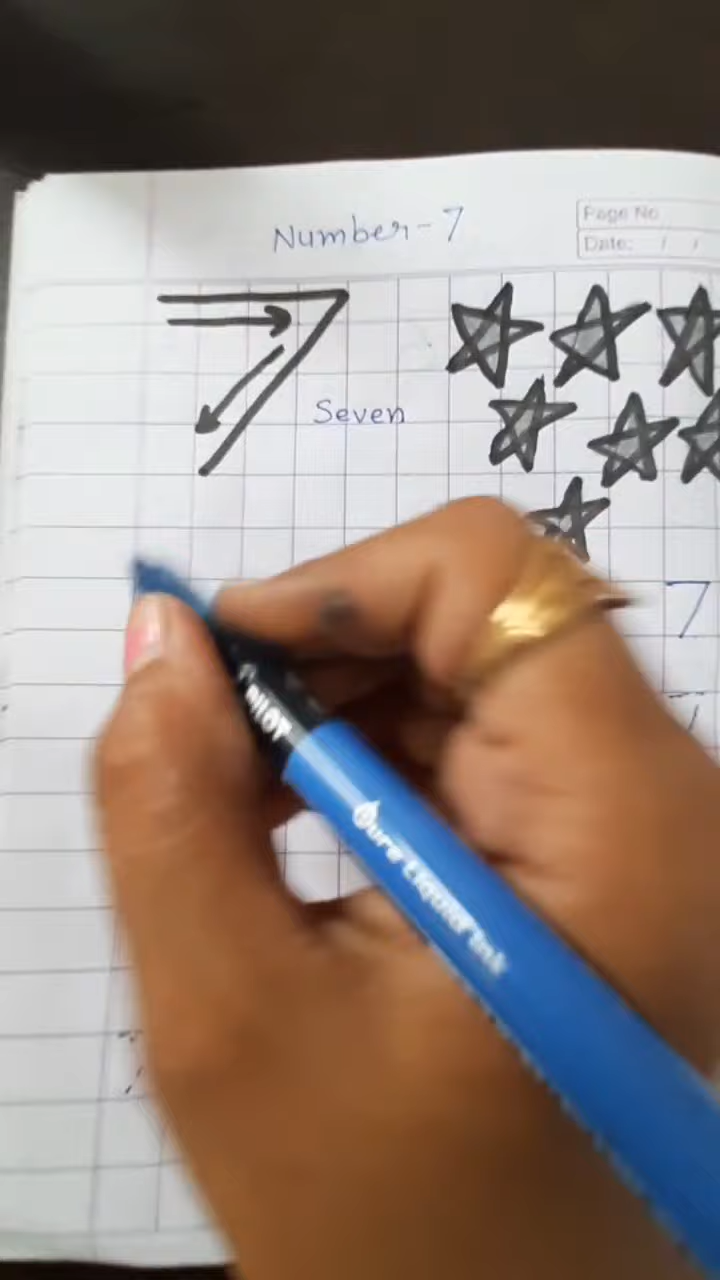 Number-7
Page No
Date: / /
7
Seven
7
PILOT
Pure Liquid Ink